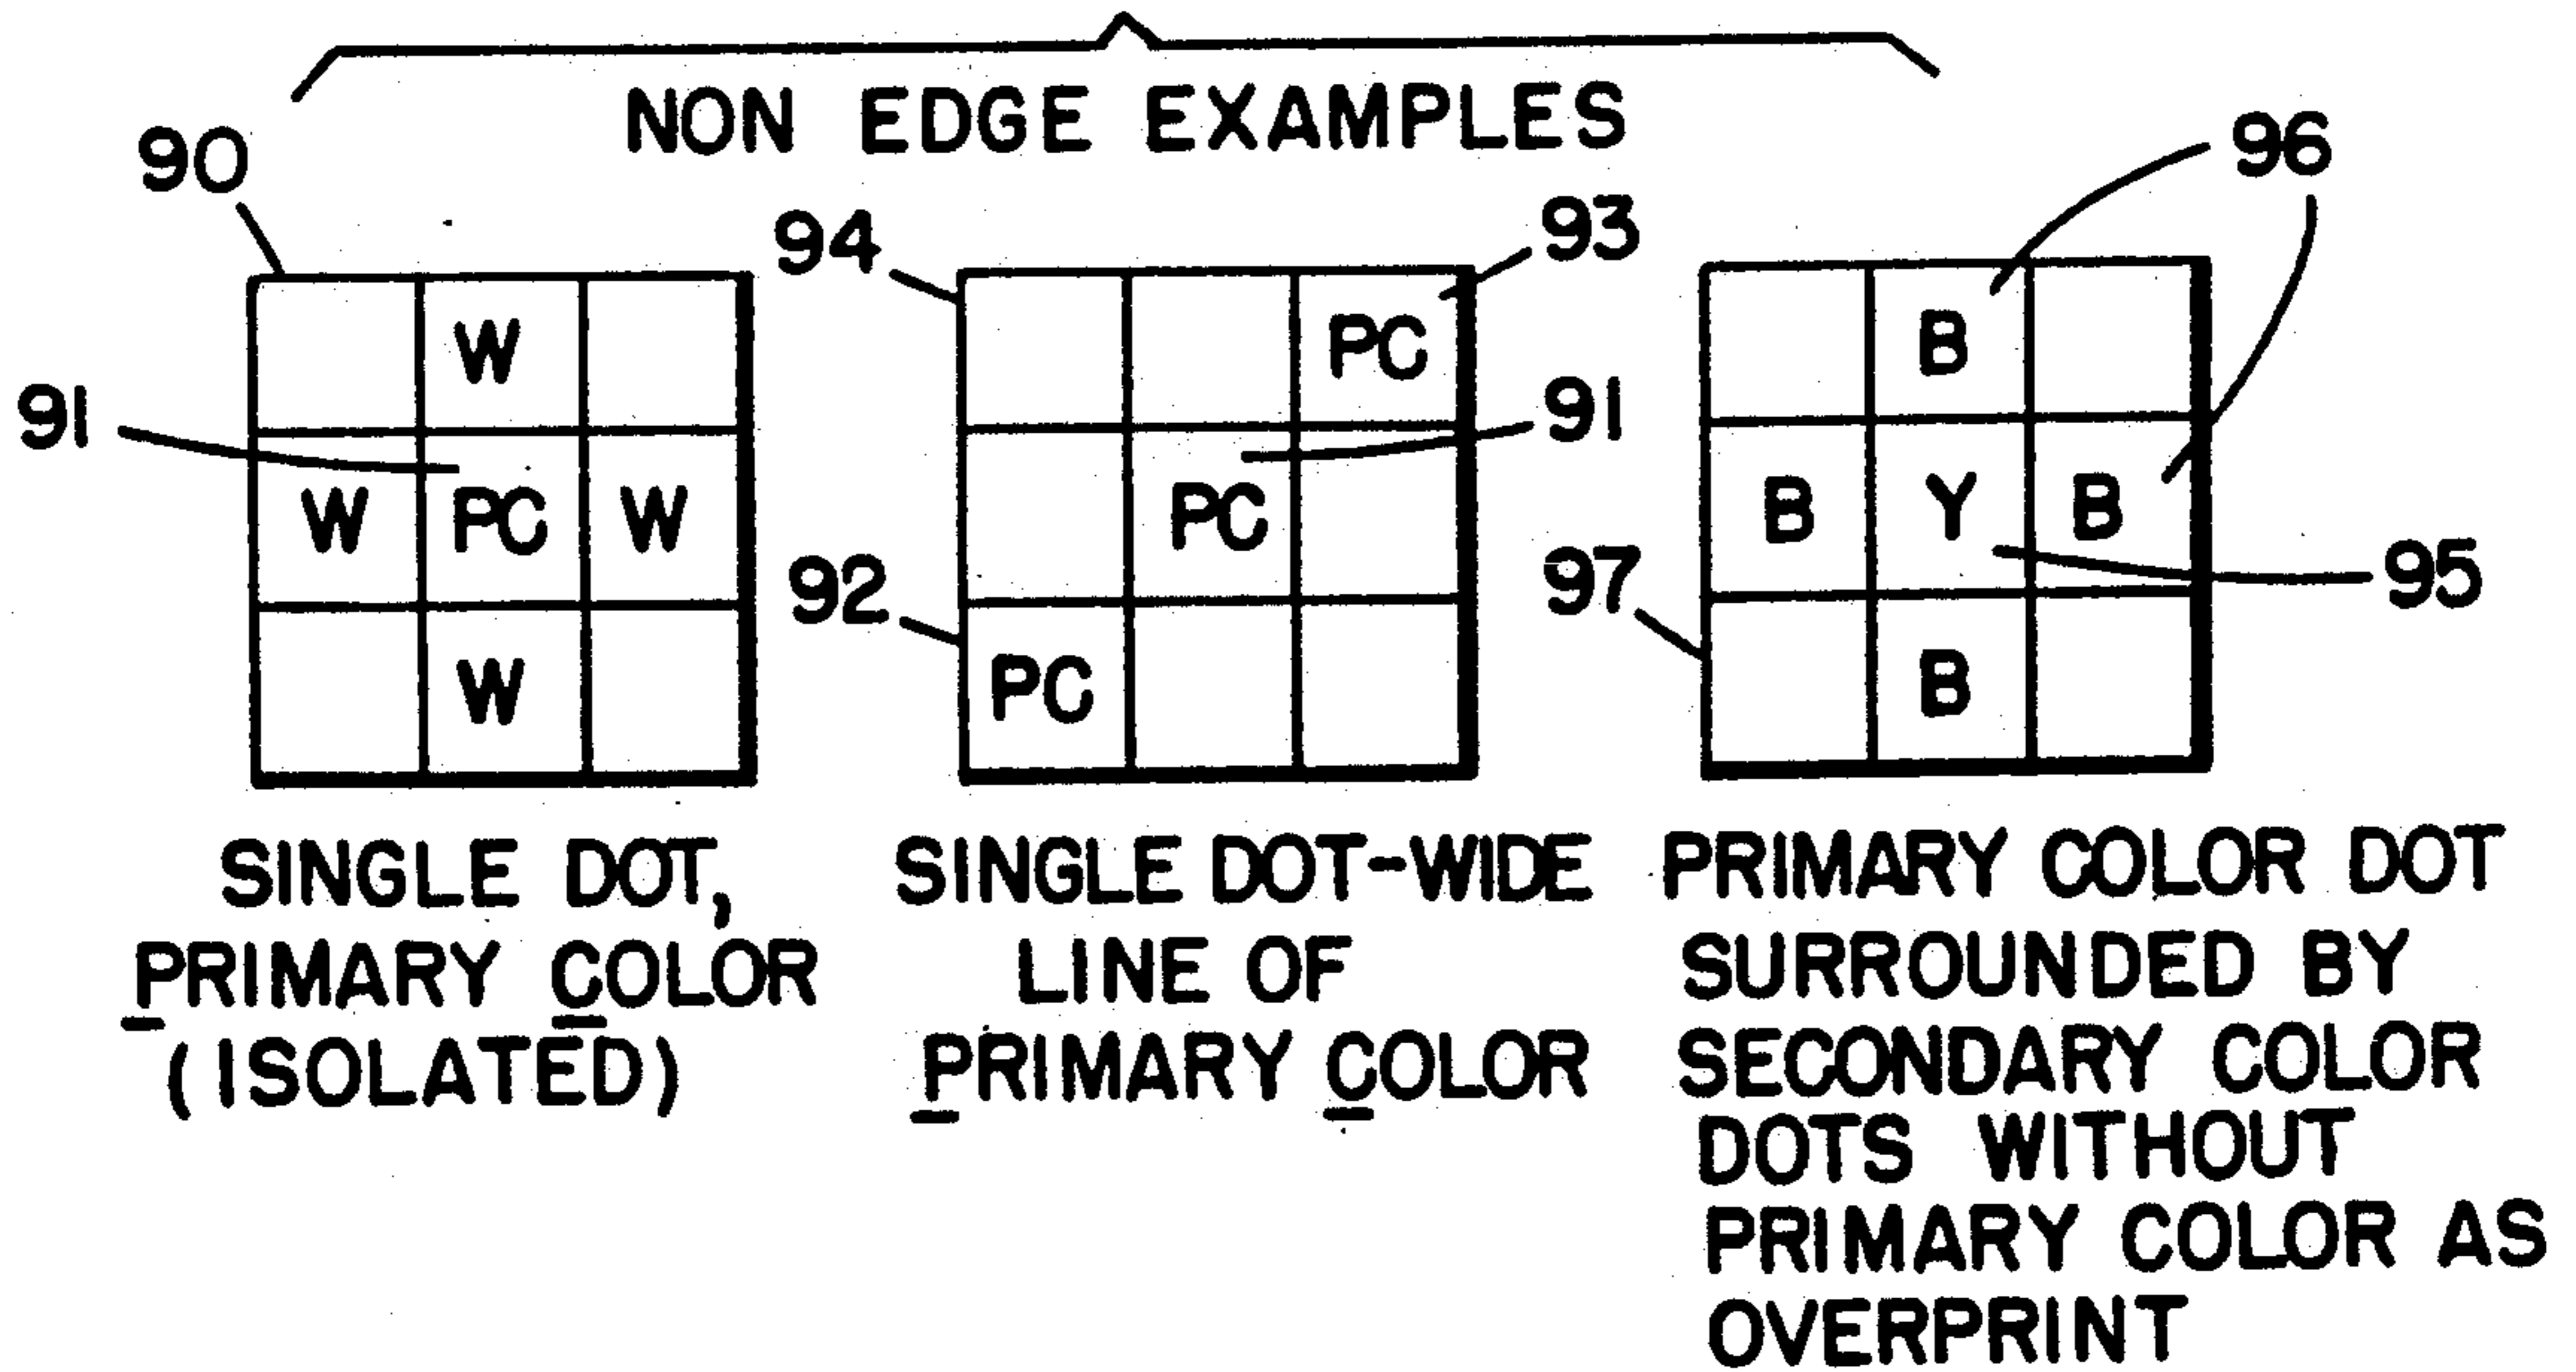 NON EDGE EXAMPLES
90
94
93
96
91
91
92
97
95
W
W PC W
W
PC
PC
PC
B
B Y B
B
SINGLE DOT,
PRIMARY COLOR
(ISOLATED)
SINGLE DOT-WIDE
LINE OF
PRIMARY COLOR
PRIMARY COLOR DOT
SURROUNDED BY
SECONDARY COLOR
DOTS WITHOUT
PRIMARY COLOR AS
OVERPRINT